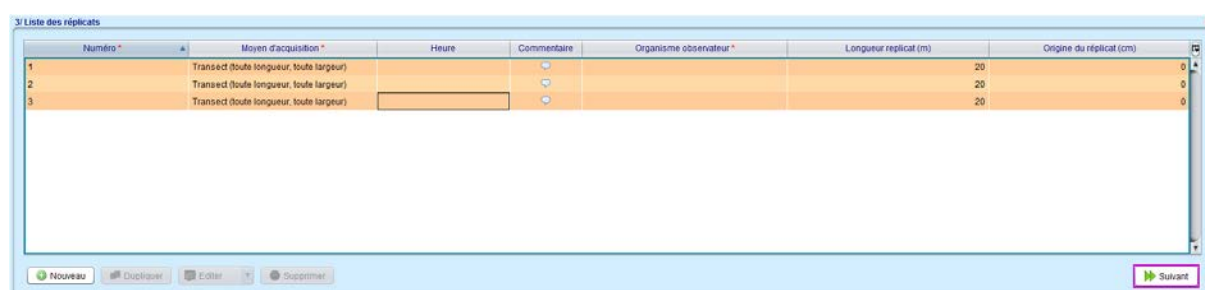 3/ Liste des réplicats
Numéro * Moyen d'acquisition * Heure Commentaire Organisme observateur * Longueur replicat (m) Origine du réplicat (cm)
1 Transect (toute longueur, toute largeur) 20 0
2 Transect (toute longueur, toute largeur) 20 0
3 Transect (toute longueur, toute largeur) 20 0
Nouveau Dupliquer Editer Supprimer Suivant